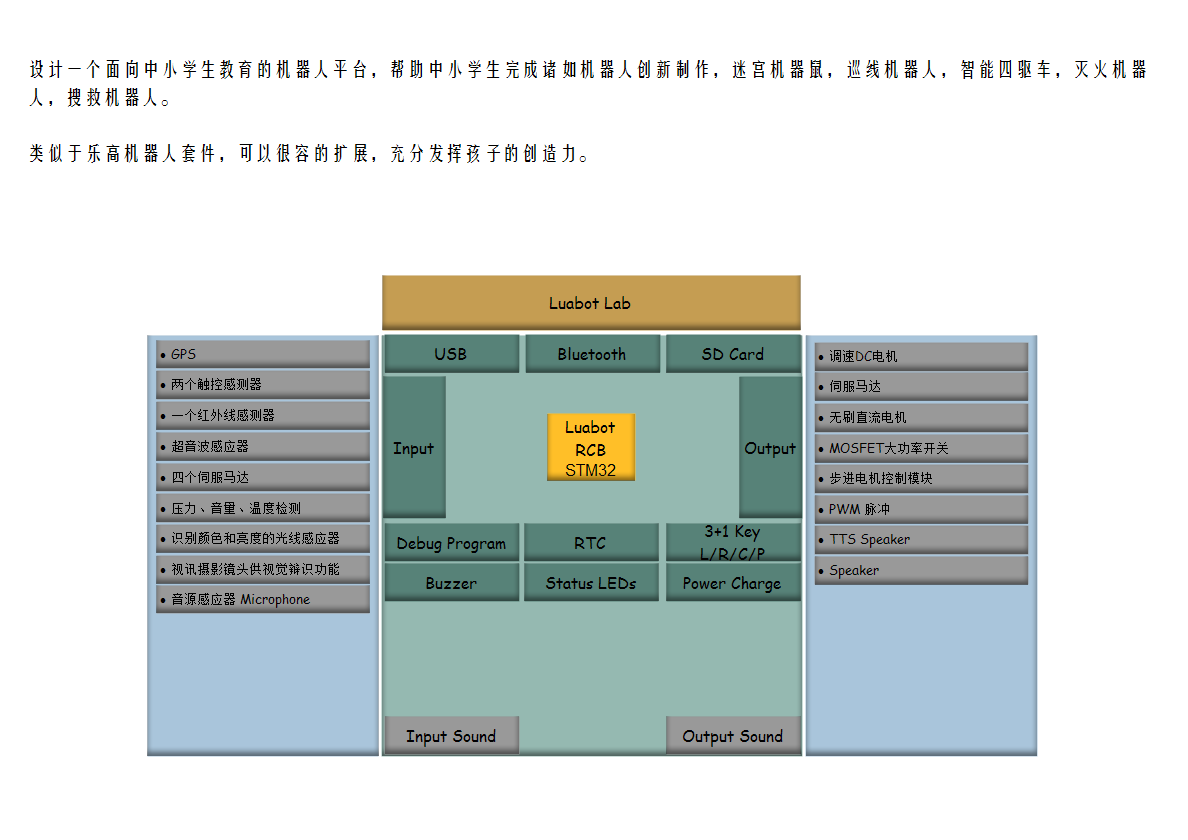 设计一个面向中小学生教育的机器人平台，帮助中小学生完成诸如机器人创新制作，迷宫机器鼠，巡线机器人，智能四驱车，灭火机器
人，搜救机器人。
类似于乐高机器人套件，可以很容的扩展，充分发挥孩子的创造力。
Luabot Lab
• GPS
• 两个触控感测器
• 一个红外线感测器
• 超音波感应器
• 四个伺服马达
• 压力、音量、温度检测
• 识别颜色和亮度的光线感应器
• 视讯摄影镜头供视觉辩识功能
• 音源感应器 Microphone
USB
Bluetooth
SD Card
Input
Luabot
RCB
STM32
Output
Debug Program
RTC
3+1 Key
L/R/C/P
Buzzer
Status LEDs
Power Charge
Input Sound
Output Sound
• 调速DC电机
• 伺服马达
• 无刷直流电机
• MOSFET大功率开关
• 步进电机控制模块
• PWM 脉冲
• TTS Speaker
• Speaker